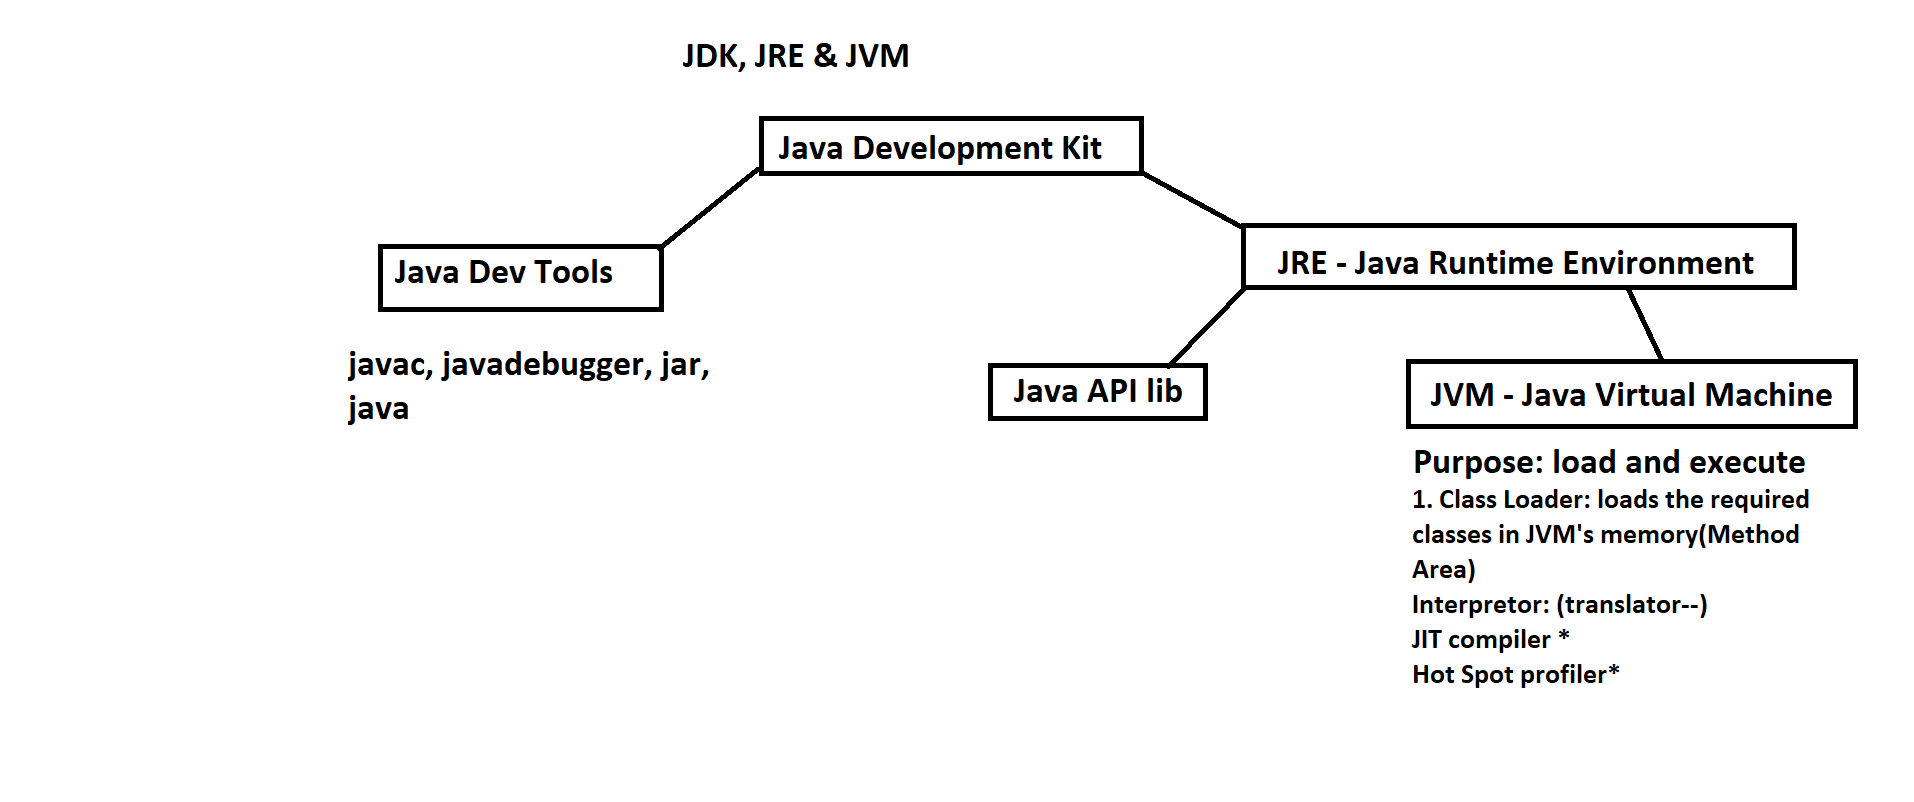 JDK, JRE & JVM
Java Development Kit
Java Dev Tools
JRE - Java Runtime Environment
javac, javadebugger, jar,
java
Java API lib
JVM - Java Virtual Machine
Purpose: load and execute
1. Class Loader: loads the required
classes in JVM's memory(Method
Area)
Interpretor: (translator--)
JIT compiler *
Hot Spot profiler*